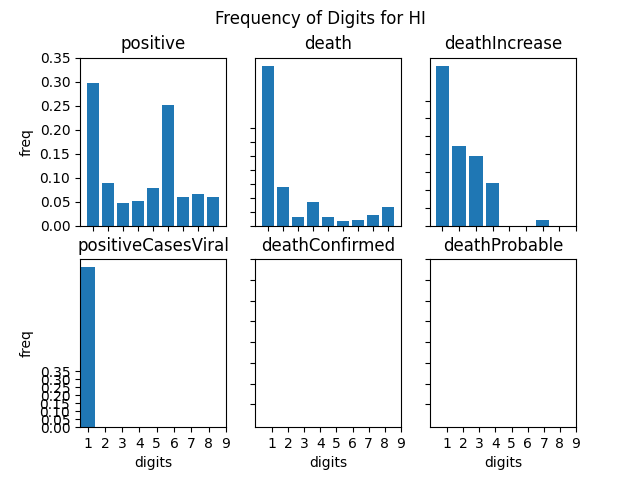 Frequency of Digits for HI
positive death deathIncrease
0.35
0.30
0.25
0.20
0.15
0.10
0.05
0.00
freq
positiveCasesViral deathConfirmed deathProbable
0.35
0.30
0.25
0.20
0.15
0.10
0.05
0.00
freq
1 2 3 4 5 6 7 8 9 1 2 3 4 5 6 7 8 9 1 2 3 4 5 6 7 8 9
digits digits digits